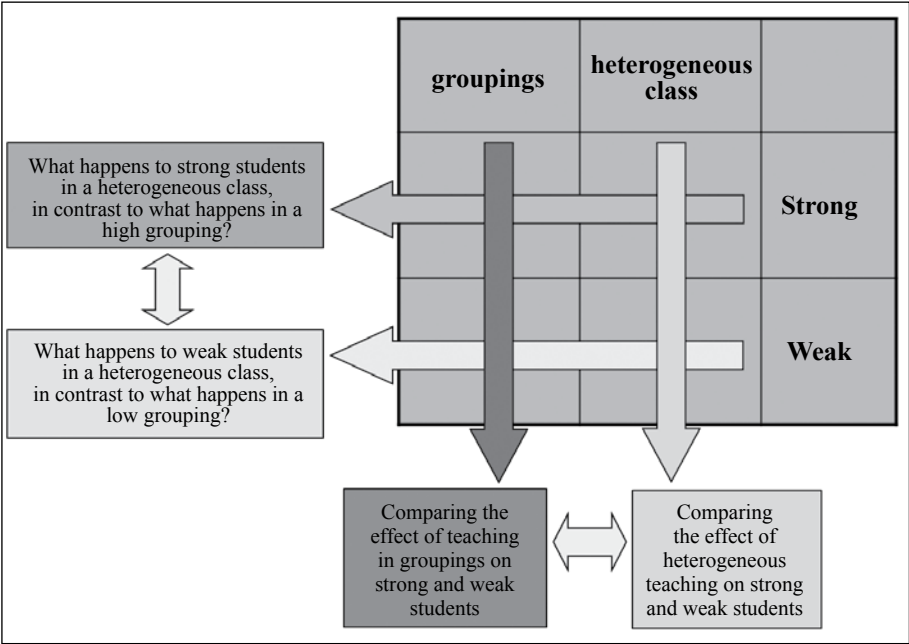 groupings
heterogeneous
class
What happens to strong students
in a heterogeneous class,
in contrast to what happens in a
high grouping?
Strong
What happens to weak students
in a heterogeneous class,
in contrast to what happens in a
low grouping?
Weak
Comparing the
effect of teaching
in groupings on
strong and weak
students
Comparing
the effect of
heterogeneous
teaching on strong
and weak students